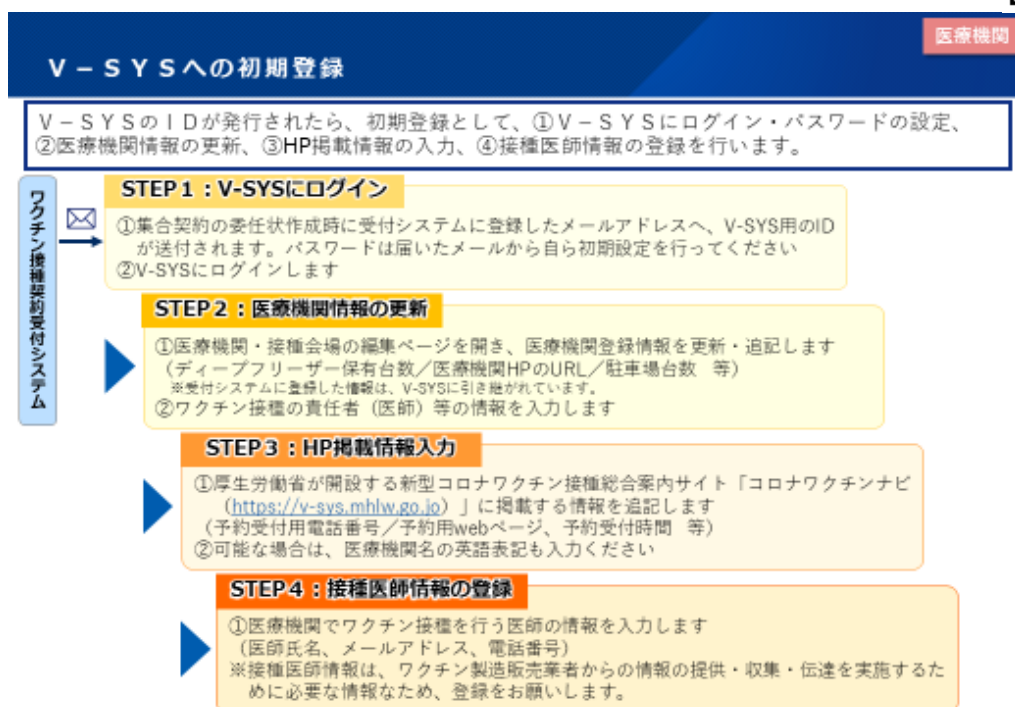 医療機関
V－ＳＹＳへの初期登録
Ｖ－ＳＹＳのＩＤが発行されたら、初期登録として、①Ｖ－ＳＹＳにログイン・パスワードの設定、
②医療機関情報の更新、③HP掲載情報の入力、④接種医師情報の登録を行います。
ワクチン接種契約受付システム
STEP１：V-SYSにログイン
①集合契約の委任状作成時に受付システムに登録したメールアドレスへ、V-SYS用のID
が送付されます。パスワードは届いたメールから自ら初期設定を行ってください
②V-SYSにログインします
STEP２：医療機関情報の更新
①医療機関・接種会場の編集ページを開き、医療機関登録情報を更新・追記します
（ディープフリーザー保有台数／医療機関HPのURL／駐車場台数　等）
※受付システムに登録した情報は、V-SYSに引き継がれています。
②ワクチン接種の責任者（医師）等の情報を入力します
STEP３：HP掲載情報入力
①厚生労働省が開設する新型コロナワクチン接種総合案内サイト「コロナワクチンナビ
（https://v-sys.mhlw.go.jp）」に掲載する情報を追記します
（予約受付用電話番号／予約用webページ、予約受付時間　等）
②可能な場合は、医療機関名の英語表記も入力ください
STEP４：接種医師情報の登録
①医療機関でワクチン接種を行う医師の情報を入力します
（医師氏名、メールアドレス、電話番号）
※接種医師情報は、ワクチン製造販売業者からの情報の提供・収集・伝達を実施するた
めに必要な情報なため、登録をお願いします。